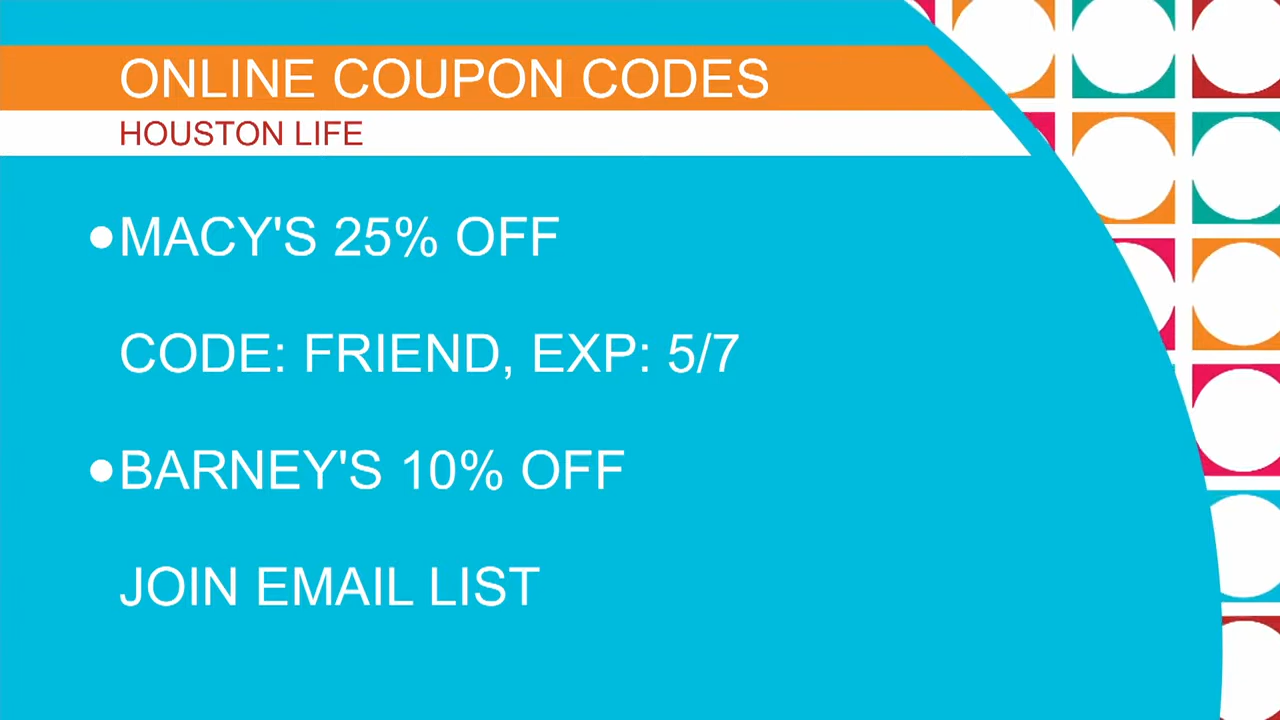 ONLINE COUPON CODES
HOUSTON LIFE
•MACY'S 25% OFF
CODE: FRIEND, EXP: 5/7
•BARNEY'S 10% OFF
JOIN EMAIL LIST